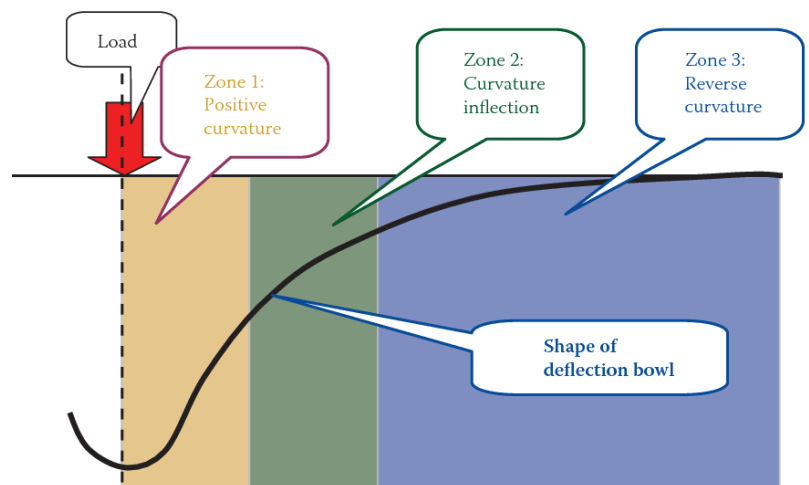 Load
Zone 1:
Positive
curvature
Zone 2:
Curvature
inflection
Zone 3:
Reverse
curvature
Shape of
deflection bowl